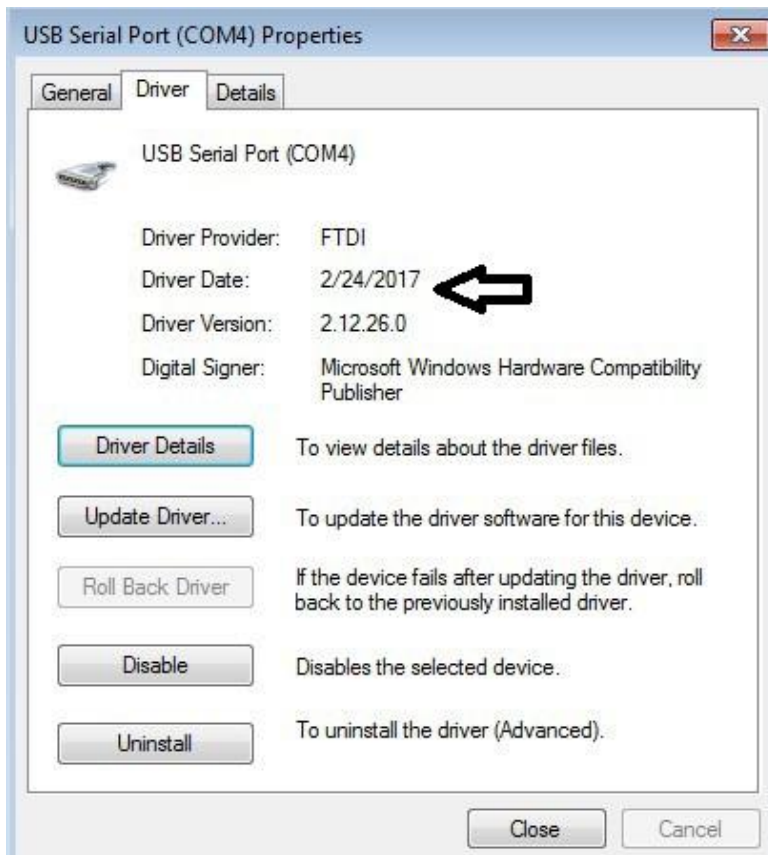 USB Serial Port (COM4) Properties
General Driver Details
USB Serial Port (COM4)
Driver Provider: FTDI
Driver Date: 2/24/2017
Driver Version: 2.12.26.0
Digital Signer: Microsoft Windows Hardware Compatibility
Publisher
Driver Details To view details about the driver files.
Update Driver... To update the driver software for this device.
Roll Back Driver If the device fails after updating the driver, roll
back to the previously installed driver.
Disable Disables the selected device.
Uninstall To uninstall the driver (Advanced).
Close Cancel